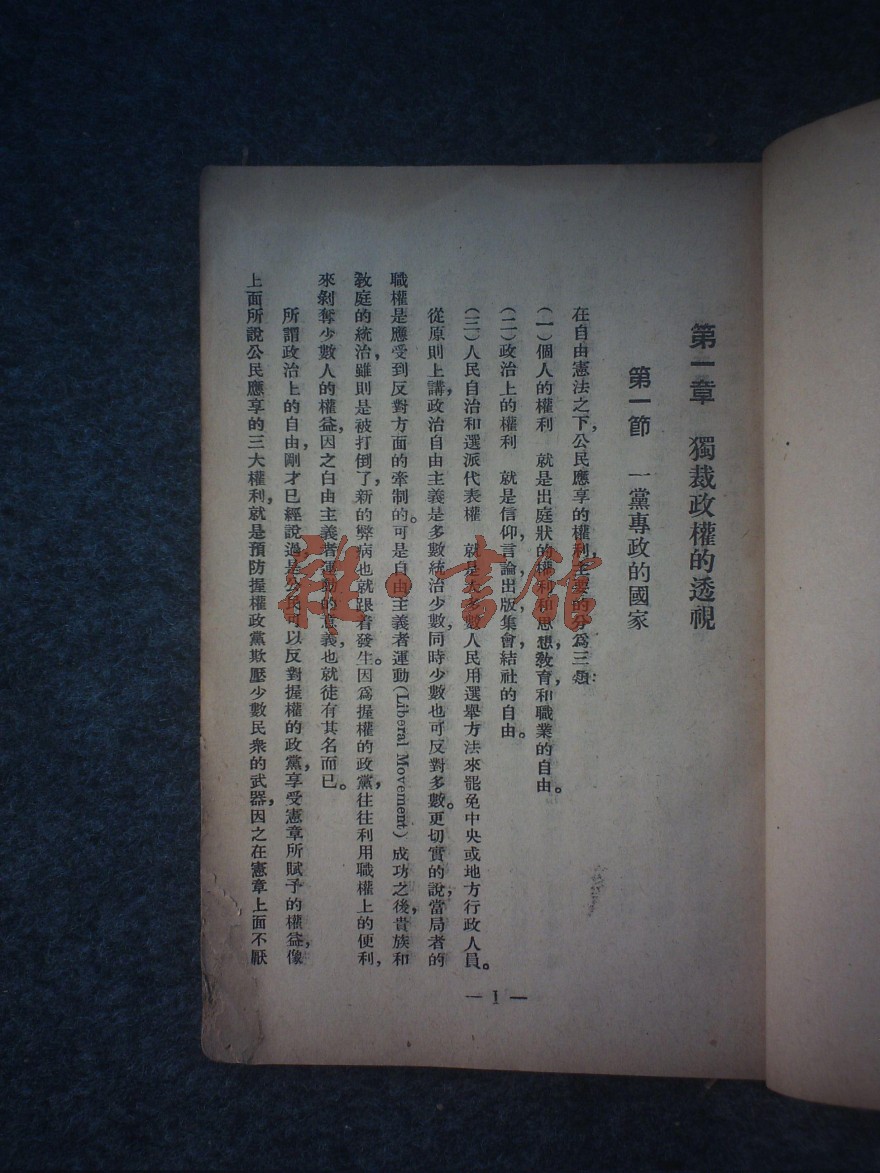 第一章　獨裁政權的透視
第一節　一黨專政的國家
在自由憲法之下，公民應享的權利，主要的分為三類：
（一）個人的權利　就是出庭狀的權利和思想，教育，和職業的自由。
（二）政治上的權利　就是信仰，言論，出版，集會，結社的自由。
（三）人民自治和選派代表權　就是大多數人民用選舉方法來罷免中央或地方行政人員。
從原則上講，政治自由主義是多數統治少數，同時少數也可反對多數。更切實的說，當局者的
職權是應受到反對方面的牽制的。可是自由主義者運動（Liberal Movement）成功之後，貴族和
教庭的統治，雖則是被打倒了，新的弊病也就跟着發生。因為握權的政黨，往往利用職權上的便利，
來剝奪少數人的權益，因之自由主義者運動的意義，也就徒有其名而已。
所謂政治上的自由，剛才已經說過，是公民可以反對握權的政黨，享受憲章所賦予的權益，像
上面所說公民應享的三大權利，就是預防握權政黨欺壓少數民衆的武器，因之在憲章上面不厭
— 1 —
雜·書館